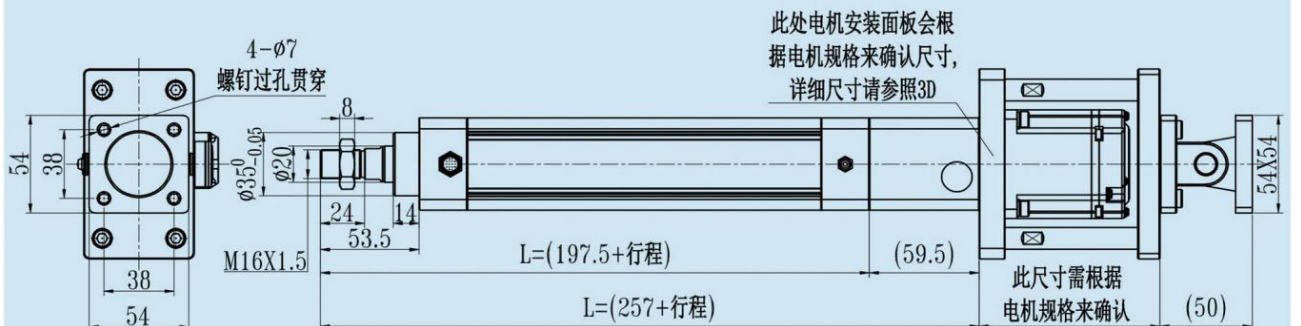 4-ø7
螺钉过孔贯穿
54
38
38
54
8
ø35 0 -0.05
ø20
24
14
53.5
M16X1.5
L=(197.5+行程)
(59.5)
L=(257+行程)
此处电机安装面板会根
据电机规格来确认尺寸,
详细尺寸请参照3D
54X54
此尺寸需根据
电机规格来确认
(50)